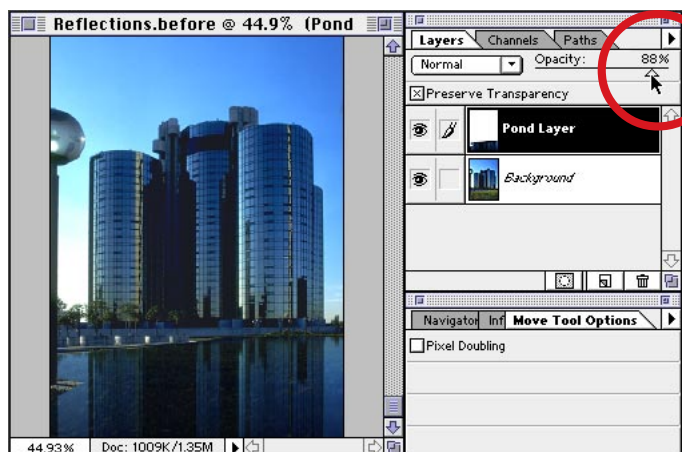 Reflections.before @ 44.9% (Pond
Layers Channels Paths
Normal Opacity: 88%
Preserve Transparency
Pond Layer
Background
Navigator Inf Move Tool Options
Pixel Doubling
44.93% Doc: 1009K/1.35M